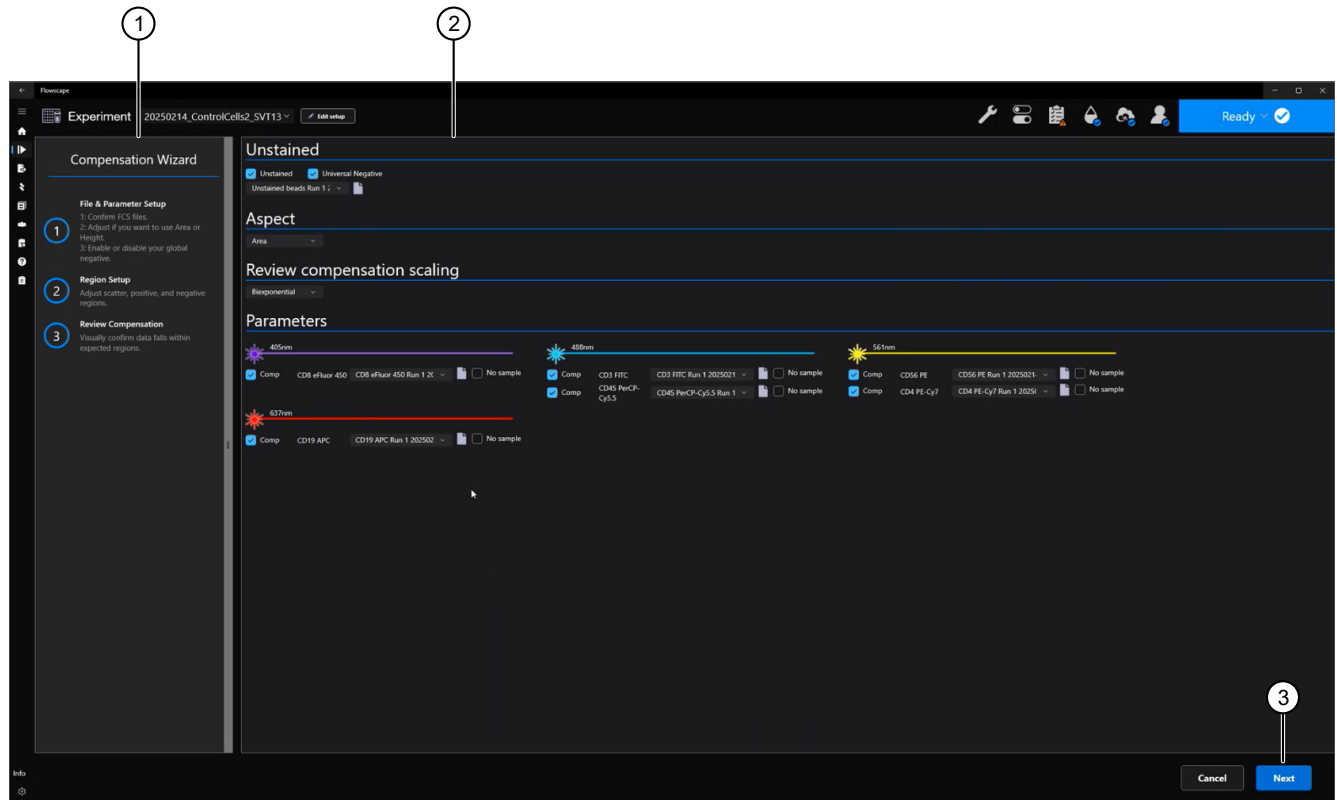 1
2
Flowscape
Experiment 20250214_ControlCells2_SVT13 Edit setup
Ready
Compensation Wizard
1
File & Parameter Setup
1: Confirm FCS files.
2: Adjust if you want to use Area or
Height.
3: Enable or disable your global
negative.
2
Region Setup
Adjust scatter, positive, and negative
regions.
3
Review Compensation
Visually confirm data falls within
expected regions.
Unstained
Unstained Universal Negative
Unstained beads Run 1
Aspect
Area
Review compensation scaling
Biexponential
Parameters
405nm
Comp CD8 eFluor 450 CD8 eFluor 450 Run 1 No sample
488nm
Comp CD3 FITC CD3 FITC Run 1 2025021 No sample
Comp CD45 PerCP-
Cy5.5 CD45 PerCP-Cy5.5 Run 1 No sample
561nm
Comp CD56 PE CD56 PE Run 1 2025021- No sample
Comp CD4 PE-Cy7 CD4 PE-Cy7 Run 1 No sample
637nm
Comp CD19 APC CD19 APC Run 1 202502 No sample
3
Info
Cancel Next